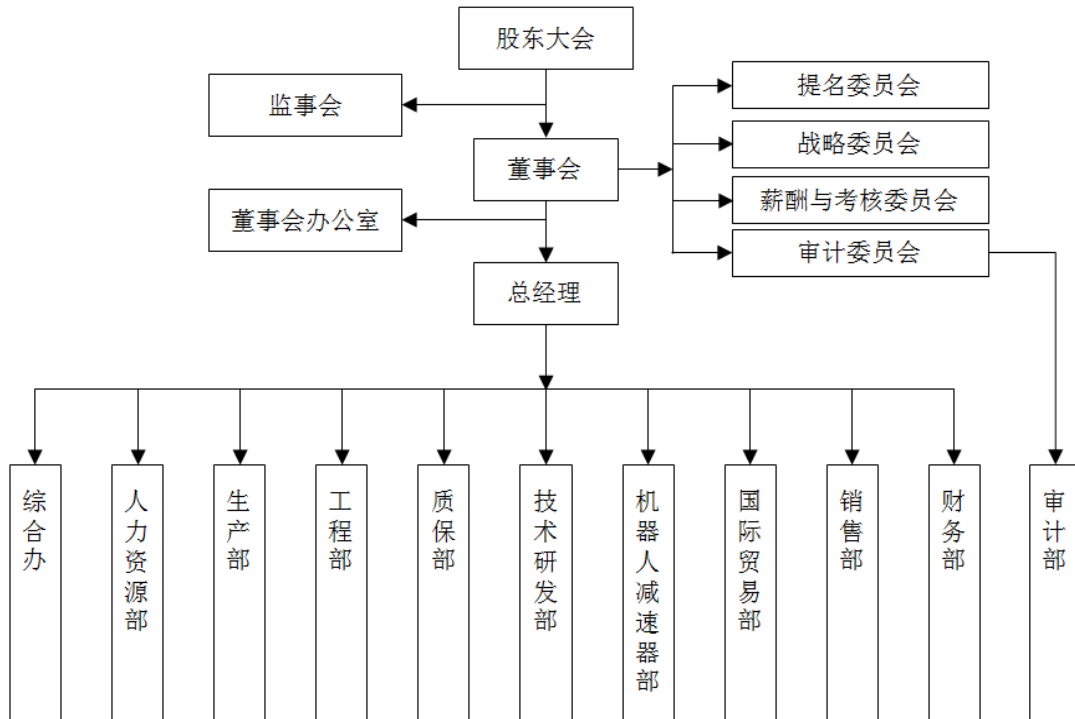 股东大会
监事会
提名委员会
战略委员会
董事会
薪酬与考核委员会
董事会办公室
审计委员会
总经理
综合办
人力资源部
生产部
工程部
质保部
技术研发部
机器人减速器部
国际贸易部
销售部
财务部
审计部